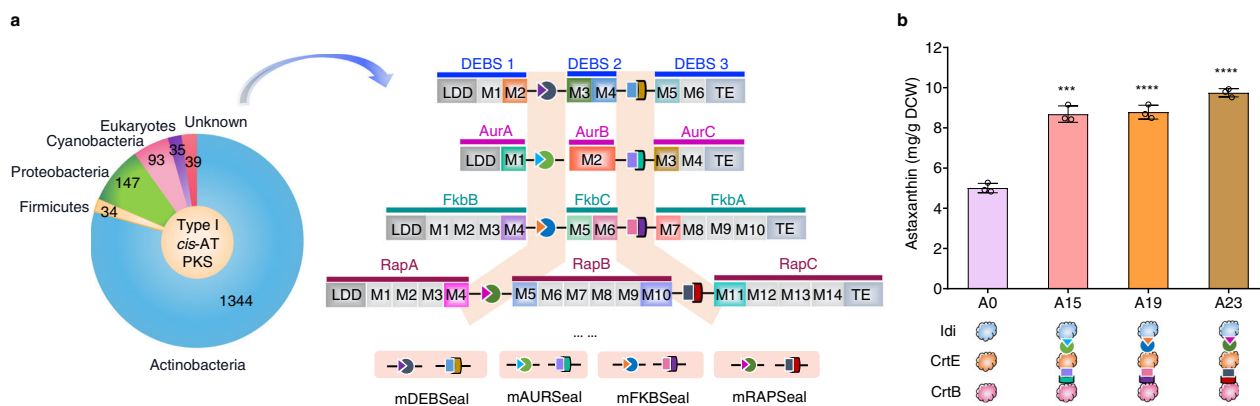 a
Eukaryotes
Unknown
Cyanobacteria
Proteobacteria
Firmicutes
35
39
93
147
34
Type I
cis-AT
PKS
1344
Actinobacteria
DEBS 1 DEBS 2 DEBS 3
LDD M1 M2 M3 M4 M5 M6 TE
AurA AurB AurC
LDD M1 M2 M3 M4 TE
FkbB FkbC FkbA
LDD M1 M2 M3 M4 M5 M6 M7 M8 M9 M10 TE
RapA RapB RapC
LDD M1 M2 M3 M4 M5 M6 M7 M8 M9 M10 M11 M12 M13 M14 TE
... ...
mDEBSeal mAURSeal mFKBSeal mRAPSeal
b
Astaxanthin (mg/g DCW)
12
10
8
6
4
2
0
*** **** ****
A0 A15 A19 A23
Idi
CrtE
CrtB